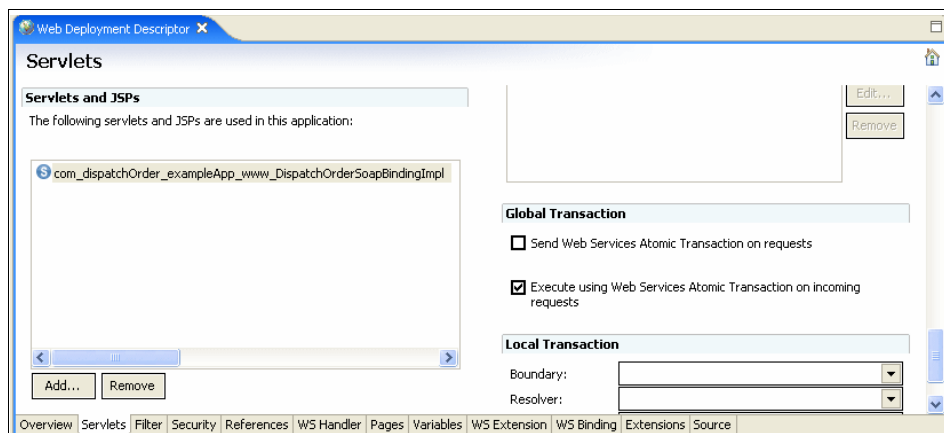 Web Deployment Descriptor
Servlets
Servlets and JSPs
The following servlets and JSPs are used in this application:
com_dispatchOrder_exampleApp_www_DispatchOrderSoapBindingImpl
Add...
Remove
Edit...
Remove
Global Transaction
Send Web Services Atomic Transaction on requests
Execute using Web Services Atomic Transaction on incoming
requests
Local Transaction
Boundary:
Resolver:
Overview Servlets Filter Security References WS Handler Pages Variables WS Extension WS Binding Extensions Source